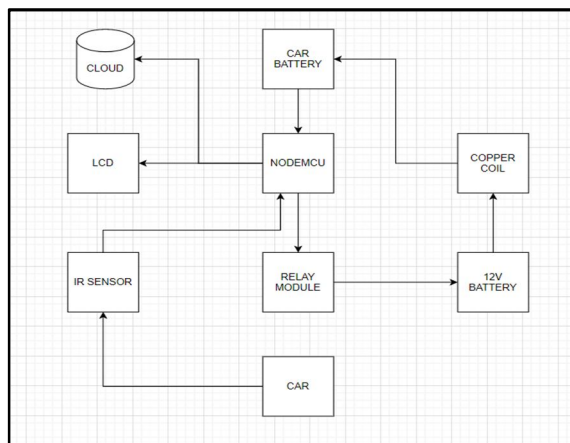 CLOUD
CAR
BATTERY
LCD
NODEMCU
COPPER
COIL
IR SENSOR
RELAY
MODULE
12V
BATTERY
CAR